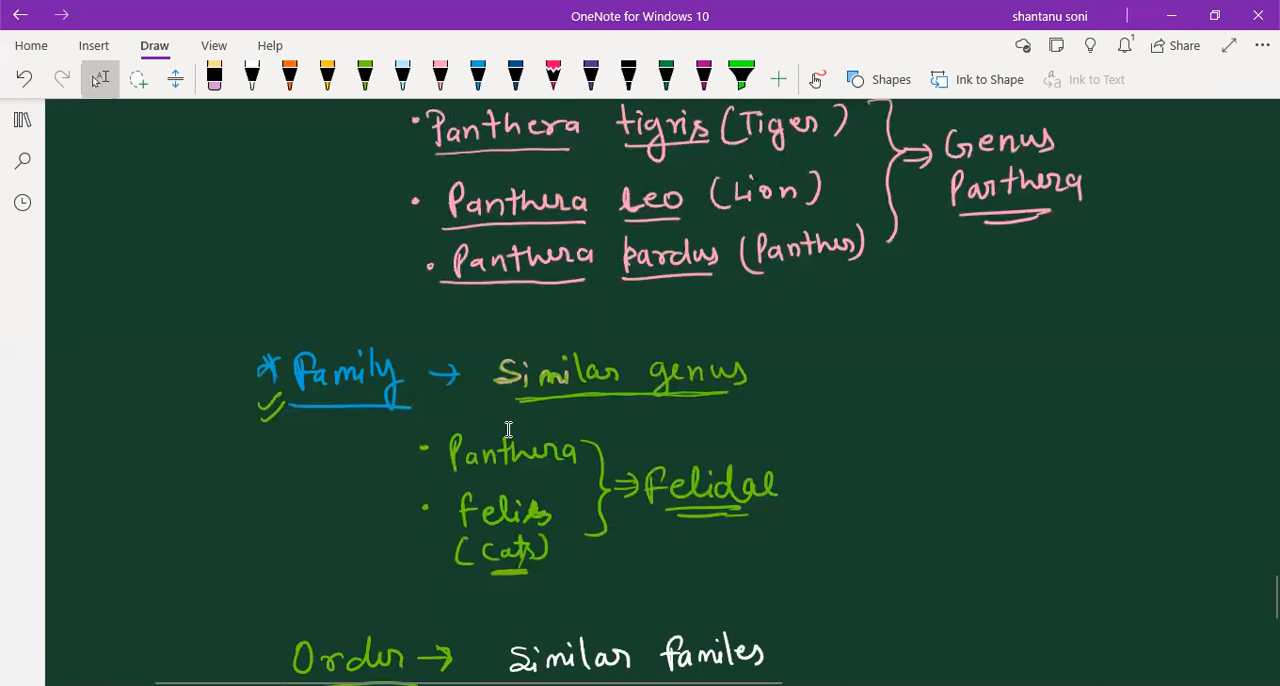 OneNote for Windows 10
shantanu soni
Home Insert Draw View Help
Share
Shapes Ink to Shape Ink to Text
• Panthera tigris (Tiger)
• Panthera leo (Lion)
• Panthera pardus (Panther)
⇒ Genus
Panthera
* Family → Similar genus
• Panthera
• Felis
(Cats)
⇒ Felidae
Order → Similar familes